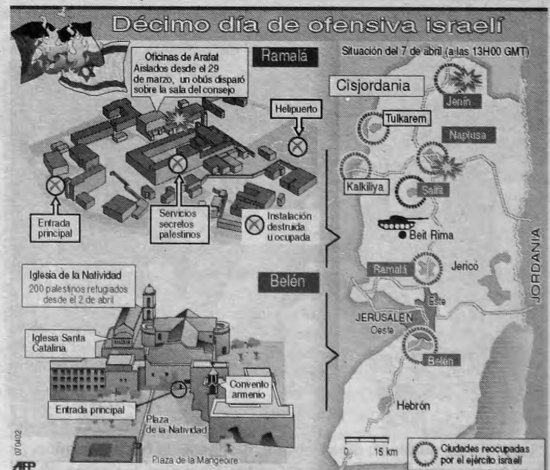 Décimo día de ofensiva israelí
Oficinas de Arafat
Aislados desde el 29
de marzo, un obús disparó
sobre la sala del consejo
Ramalá
Helipuerto
Entrada
principal
Servicios
secretos
palestinos
Instalación
destruida
u ocupada
Iglesia de la Natividad
200 palestinos refugiados
desde el 2 de abril
Belén
Iglesia Santa
Catalina
Convento
armenio
Entrada principal
Plaza
de la Natividad
Plaza de la Mangeoire
070402
AFP
Situación del 7 de abril (a las 13H00 GMT)
Cisjordania
Jenín
Tulkarem
Naplusa
Kalkiliya
Salfit
Beit Rima
Ramalá
Jericó
JORDANIA
Este
JERUSALEN
Oeste
Belén
Hebrón
0 15 km
Ciudades reocupadas
por el ejército israelí